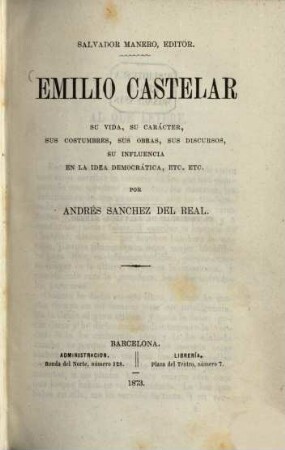 SALVADOR MANERO, EDITOR.
EMILIO CASTELAR
SU VIDA, SU CARÁCTER,
SUS COSTUMBRES, SUS OBRAS, SUS DISCURSOS,
SU INFLUENCIA
EN LA IDEA DEMOCRÁTICA, ETC. ETC.
POR
ANDRÉS SANCHEZ DEL REAL.
BARCELONA.
ADMINISTRACION, LIBRERÍA,
Ronda del Norte, número 128. Plaza del Teatro, número 7.
1873.